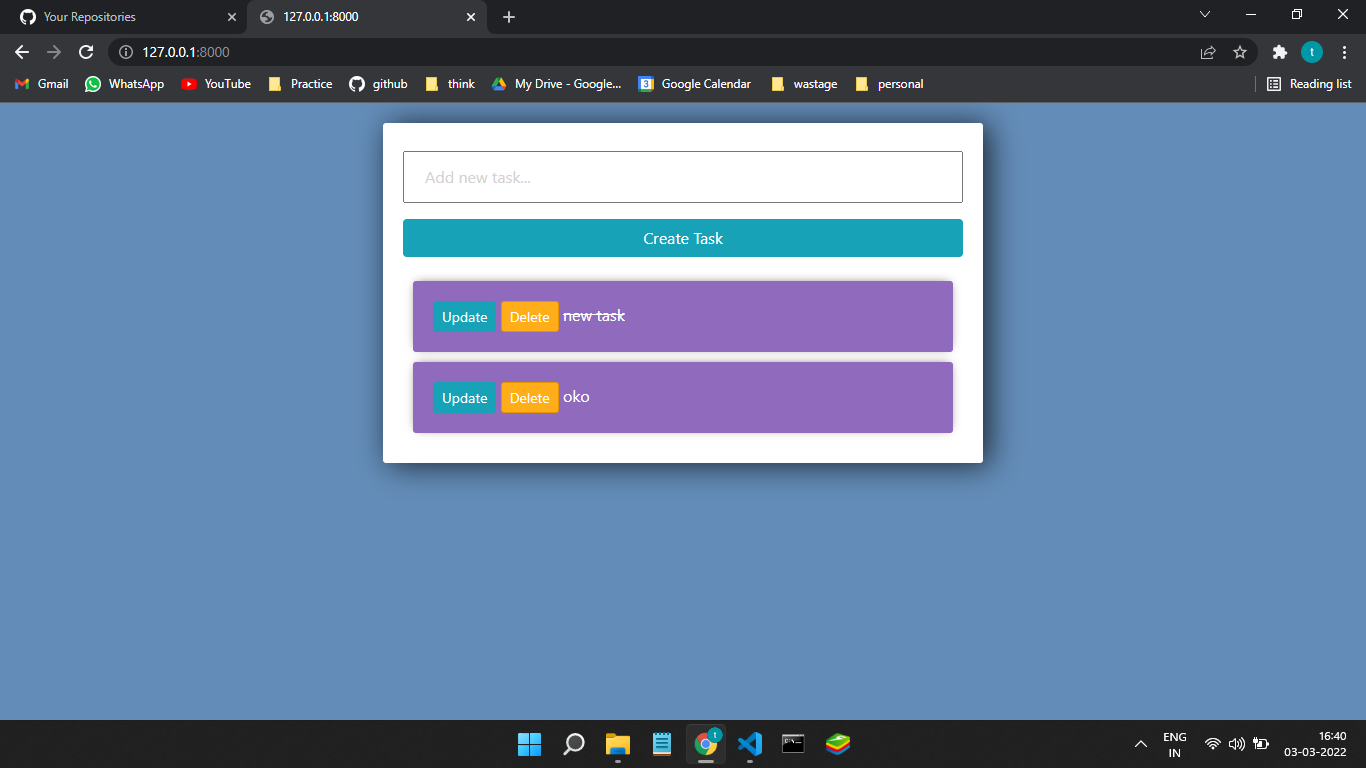 Your Repositories
127.0.0.1:8000
127.0.0.1:8000
t
Gmail WhatsApp YouTube Practice github think My Drive - Google... Google Calendar wastage personal Reading list
Add new task...
Create Task
Update Delete new task
Update Delete oko
t
ENG
IN
16:40
03-03-2022